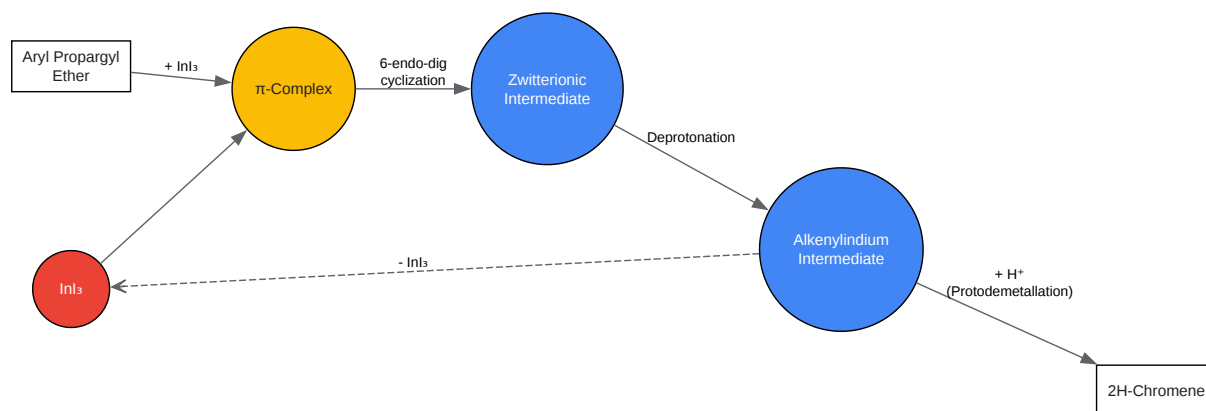 Aryl Propargyl
Ether
+ InI₃
π-Complex
6-endo-dig
cyclization
Zwitterionic
Intermediate
Deprotonation
Alkenylindium
Intermediate
- InI₃
InI₃
+ H⁺
(Protodemetallation)
2H-Chromene